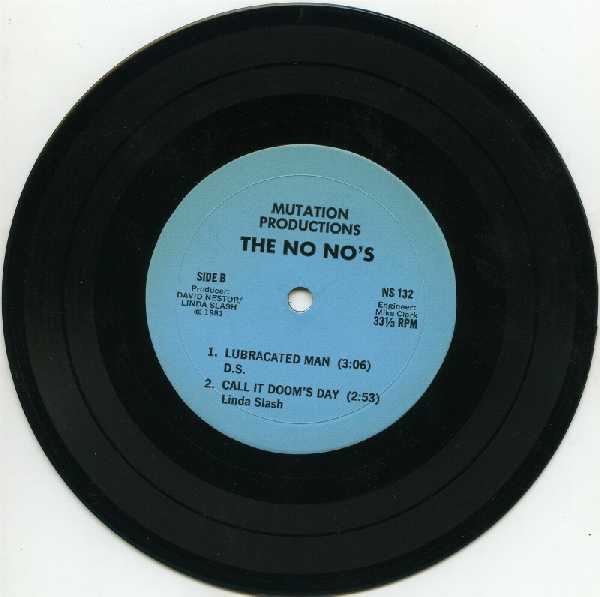 MUTATION
PRODUCTIONS
THE NO NO'S
SIDE B
Producer:
DAVID NESTOR/
LINDA SLASH
© 1981
NS 132
Engineer:
Mike Clark
33⅓ RPM
1. LUBRACATED MAN (3:06)
D.S.
2. CALL IT DOOM'S DAY (2:53)
Linda Slash